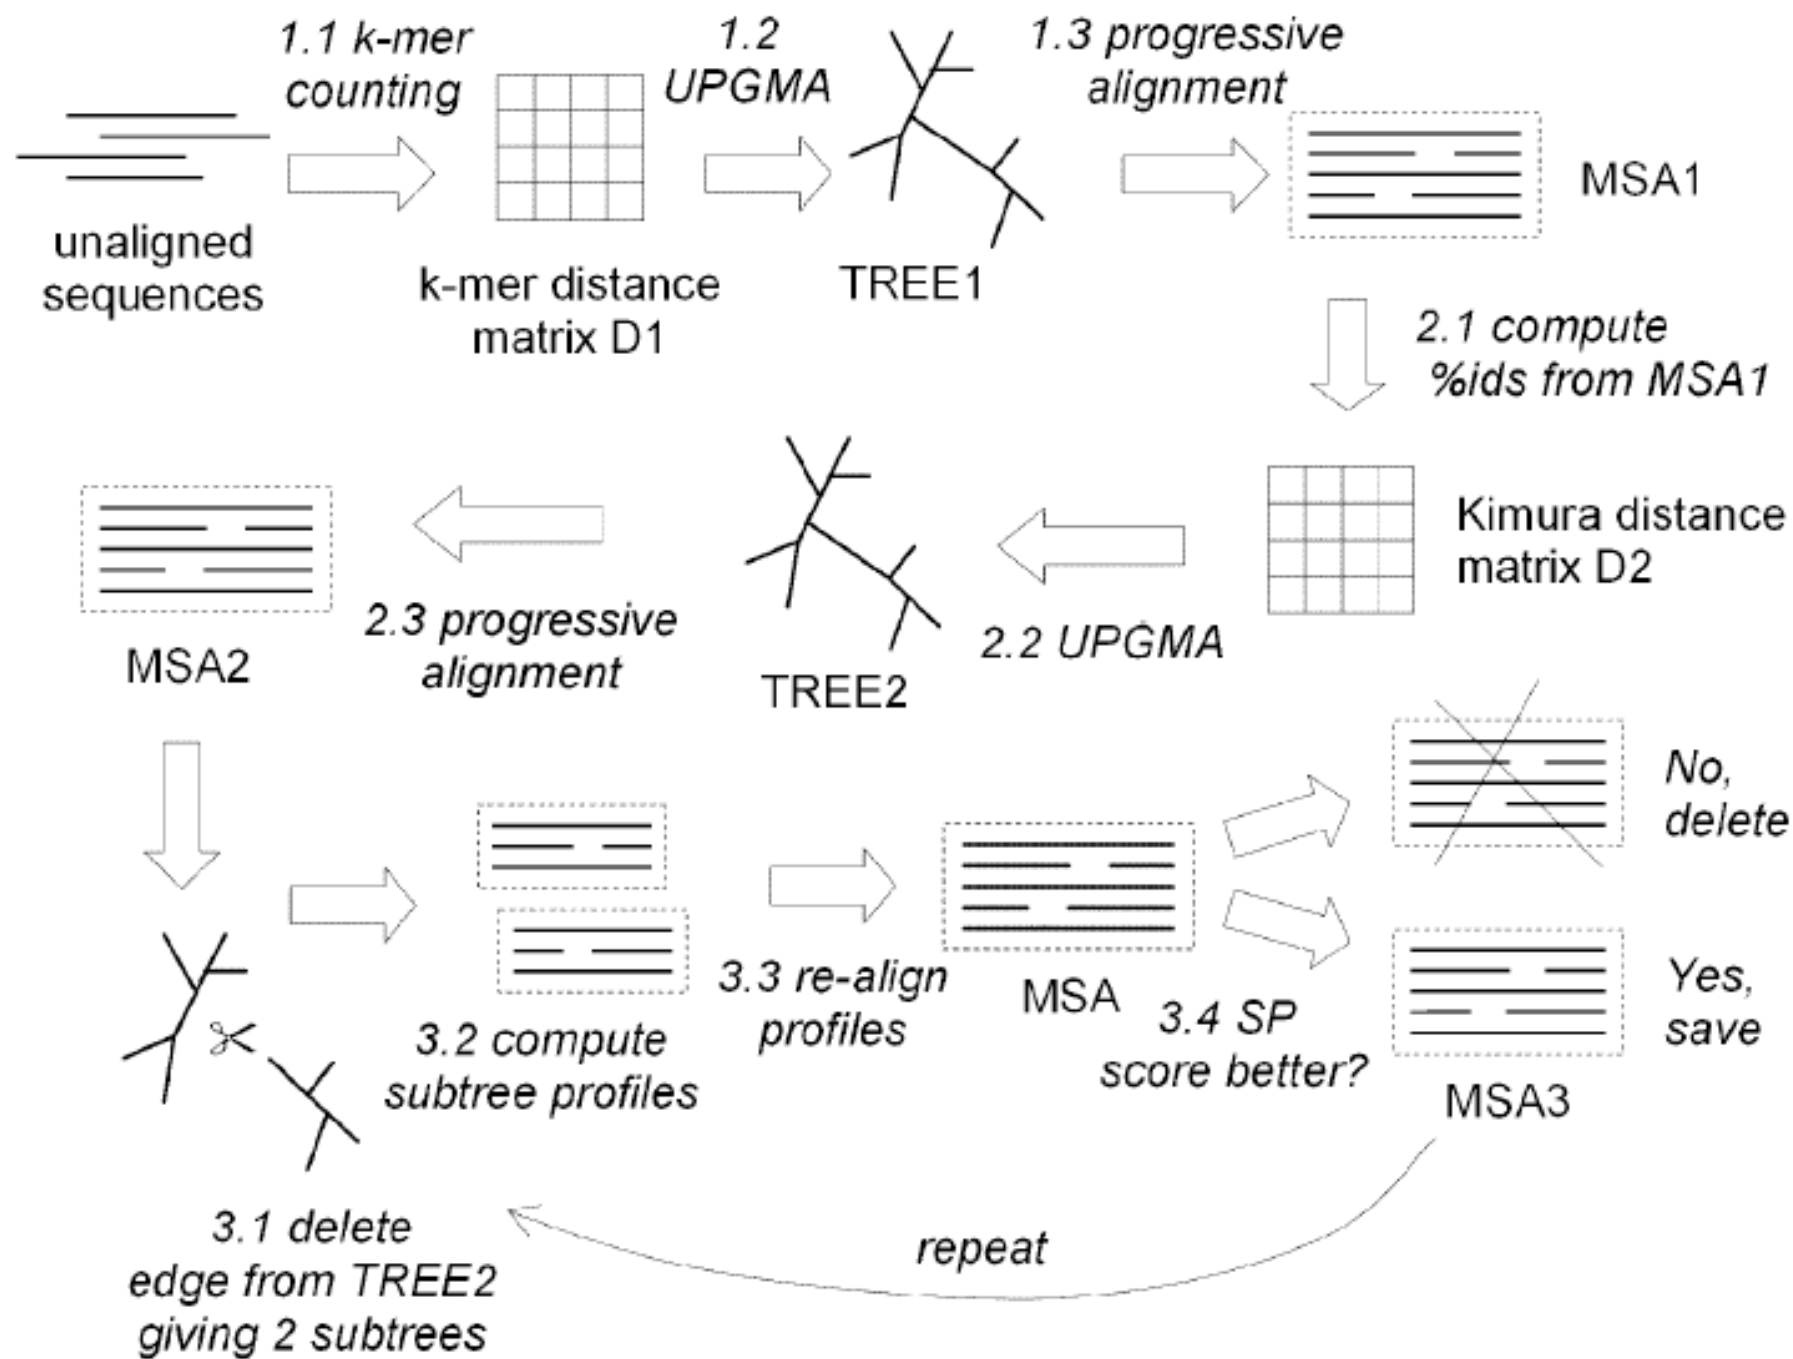 1.1 k-mer
counting
1.2
UPGMA
1.3 progressive
alignment
unaligned
sequences
k-mer distance
matrix D1
TREE1
MSA1
2.1 compute
%ids from MSA1
Kimura distance
matrix D2
2.2 UPGMA
TREE2
2.3 progressive
alignment
MSA2
3.1 delete
edge from TREE2
giving 2 subtrees
3.2 compute
subtree profiles
3.3 re-align
profiles
MSA
3.4 SP
score better?
No,
delete
Yes,
save
MSA3
repeat